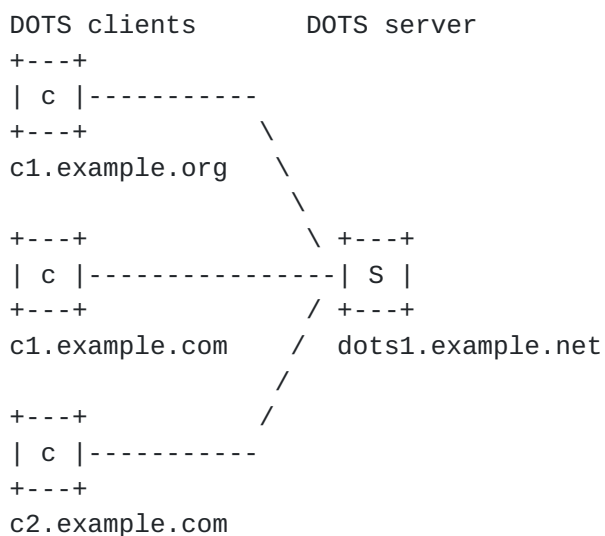 DOTS clients       DOTS server
+---+
| c |-----------
+---+            \
c1.example.org    \
                   \
+---+               \ +---+
| c |----------------| S |
+---+               / +---+
c1.example.com     /  dots1.example.net
                  /
+---+            /
| c |-----------
+---+
c2.example.com